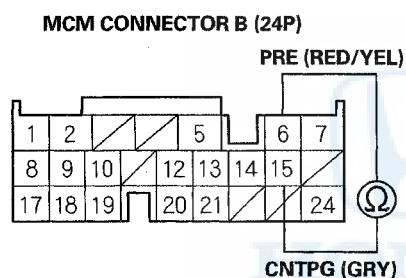 MCM CONNECTOR B (24P)
PRE (RED/YEL)
1 2 5 6 7
8 9 10 12 13 14 15
17 18 19 20 21 24
Ω
CNTPG (GRY)